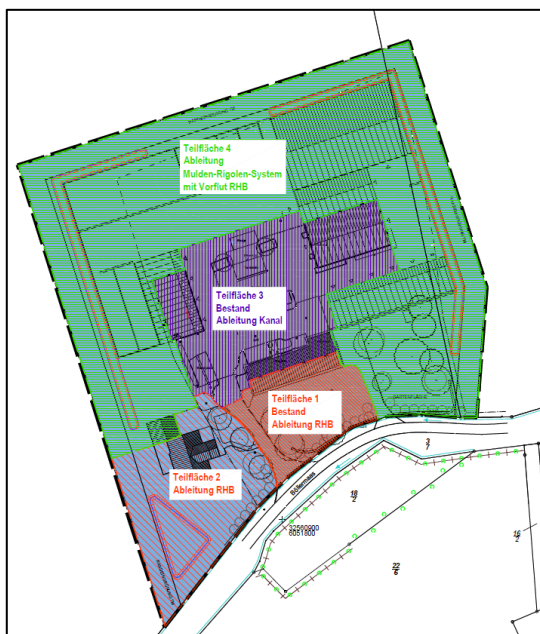 Teilfläche 4
Ableitung
Mulden-Rigolen-System
mit Vorflut RHB
Teilfläche 3
Bestand
Ableitung Kanal
Teilfläche 1
Bestand
Ableitung RHB
Teilfläche 2
Ableitung RHB
3
7
18
2
32560900
6051800
16
2
22
6